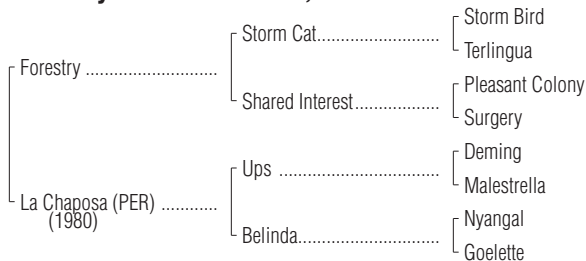 Storm Bird
Storm Cat....................................
Terlingua
Forestry ......................................
Pleasant Colony
Shared Interest.........................
Surgery
Deming
Ups ..............................................
Malestrella
La Chaposa (PER) ................
(1980)
Nyangal
Belinda.........................................
Goelette